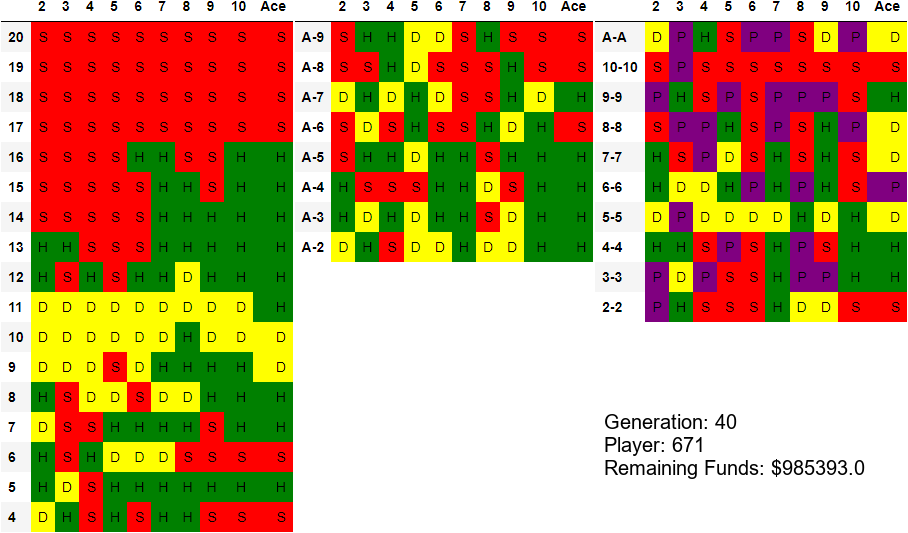 2 3 4 5 6 7 8 9 10 Ace
20 S S S S S S S S S S
19 S S S S S S S S S S
18 S S S S S S S S S S
17 S S S S S S S S S S
16 S S S S H H S S H H
15 S S S S S H H S H H
14 S S S S S H H H H H
13 H H S S S H H H H H
12 H S H S H H D H H H
11 D D D D D D D D D H
10 D D D D D D H D D D
9 D D D S D H H H H D
8 H S D D S D D H H H
7 D S S H H H H S H H
6 H S H D D D S S S S
5 H D S H H H H H H H
4 D H S H S H H S S S
2 3 4 5 6 7 8 9 10 Ace
A-9 S H H D D S H S S S
A-8 S S H D S S S H S S
A-7 D H D H D S S H D H
A-6 S D S H S S H D H S
A-5 S H H D H H S H H H
A-4 H S S S H H D S H H
A-3 H D H D H H S D H H
A-2 D H S D D H D D H H
2 3 4 5 6 7 8 9 10 Ace
A-A D P H S P P S D P D
10-10 S P S S S S S S S S
9-9 P H S P S P P P S H
8-8 S P P H S P S H P D
7-7 H S P D S H S H S D
6-6 H D D H P H P H S P
5-5 D P D D D D H D H D
4-4 H H S P S H P S H H
3-3 P D P S S H P P H H
2-2 P H S S S H D D S S
Generation: 40
Player: 671
Remaining Funds: $985393.0